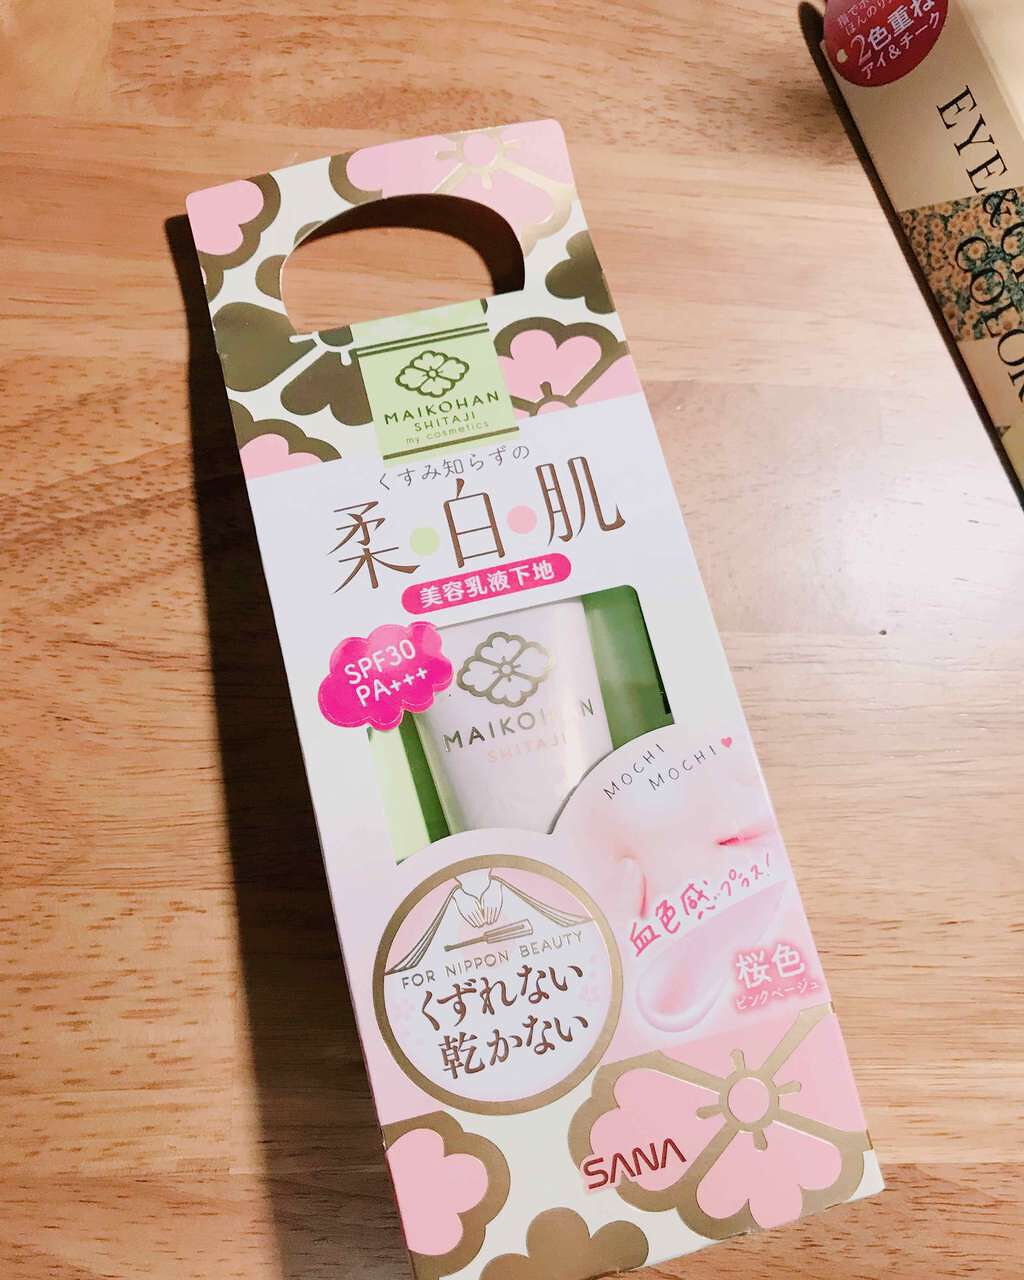 MAIKOHAN
SHITAJI
my cosmetics
くすみ知らずの
柔・白・肌
美容乳液下地
SPF30
PA+++
MAIKOHAN
SHITAJI
MOCHI
MOCHI♥
血色感プラス!
桜色
ピンクベージュ
FOR NIPPON BEAUTY
くずれない
乾かない
SANA
2色重ね
アイ&チーク
EYE&
COLOR